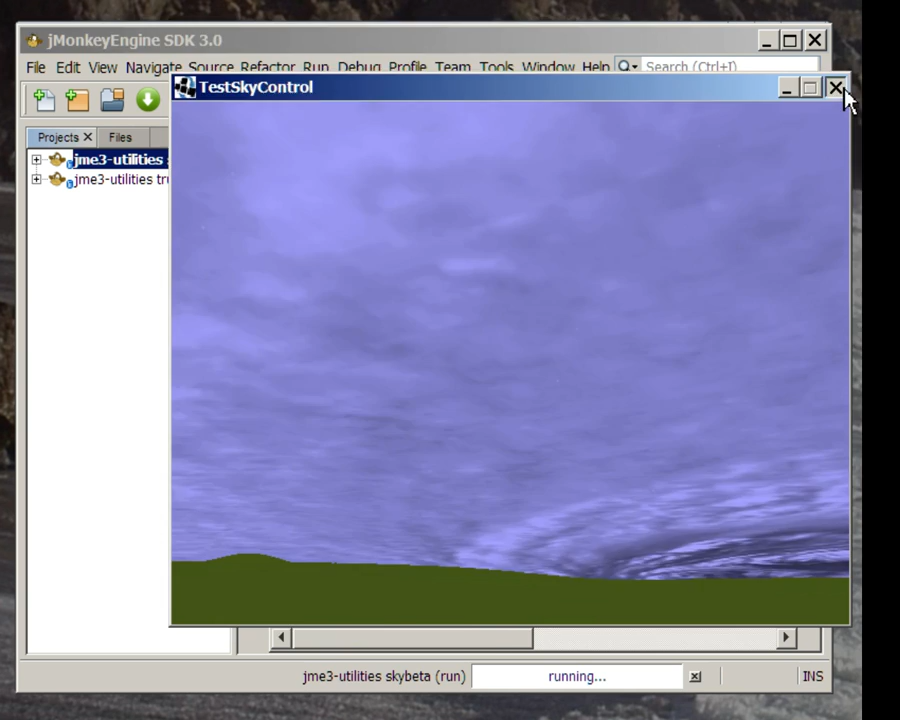 jMonkeyEngine SDK 3.0
File Edit View Navigate Source Refactor Run Debug Profile Team Tools Window Help Search (Ctrl+I)
TestSkyControl
Projects Files
jme3-utilities
jme3-utilities
jme3-utilities skybeta (run) running... INS